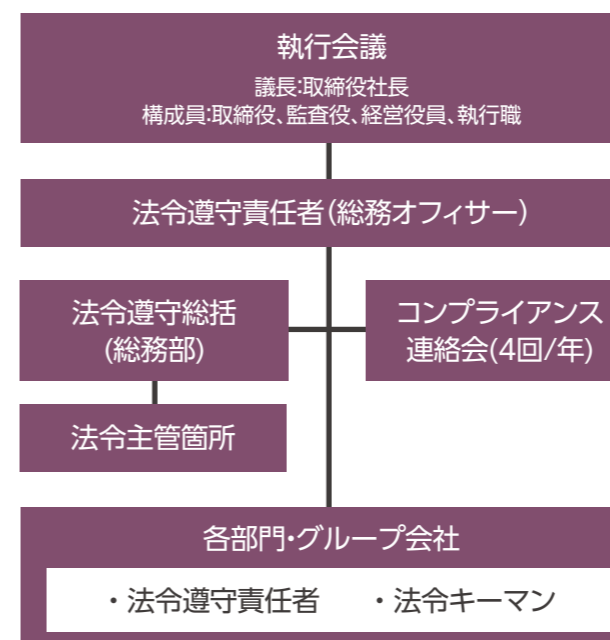 執行会議
議長:取締役社長
構成員:取締役、監査役、経営役員、執行職
法令遵守責任者(総務オフィサー)
法令遵守総括
(総務部)
コンプライアンス
連絡会(4回/年)
法令主管箇所
各部門・グループ会社
・法令遵守責任者
・法令キーマン